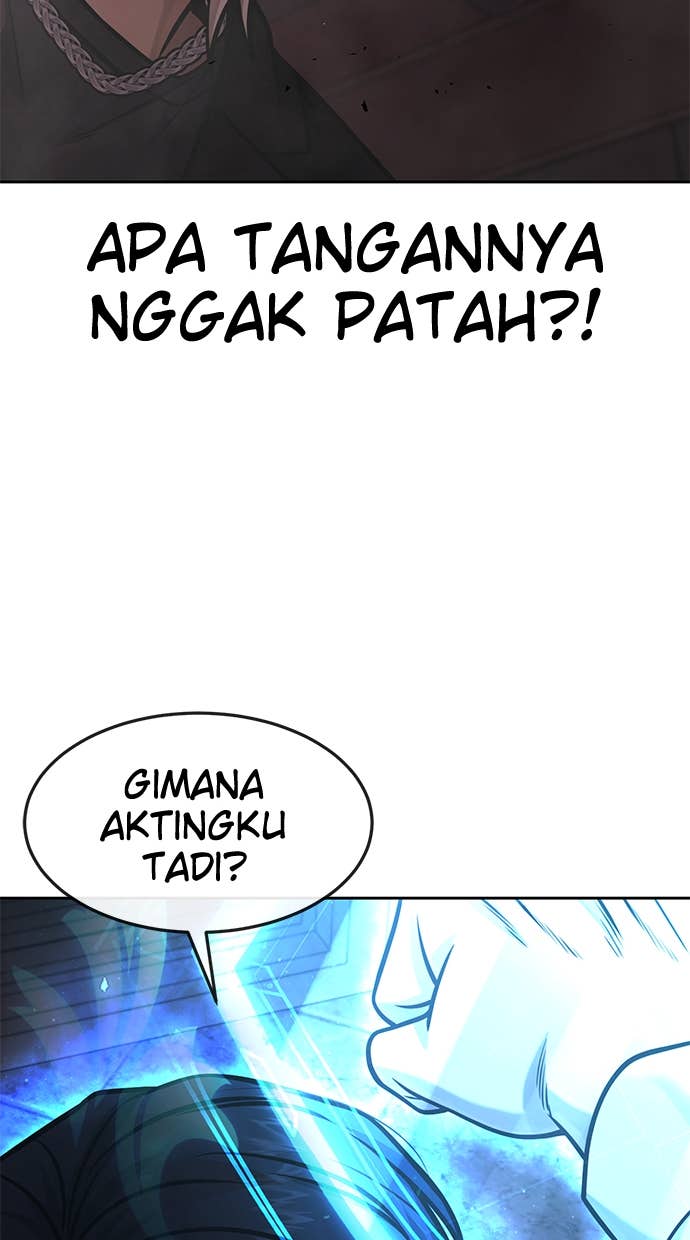 APA TANGANNYA
NGGAK PATAH?!
GIMANA
AKTINGKU
TADI?